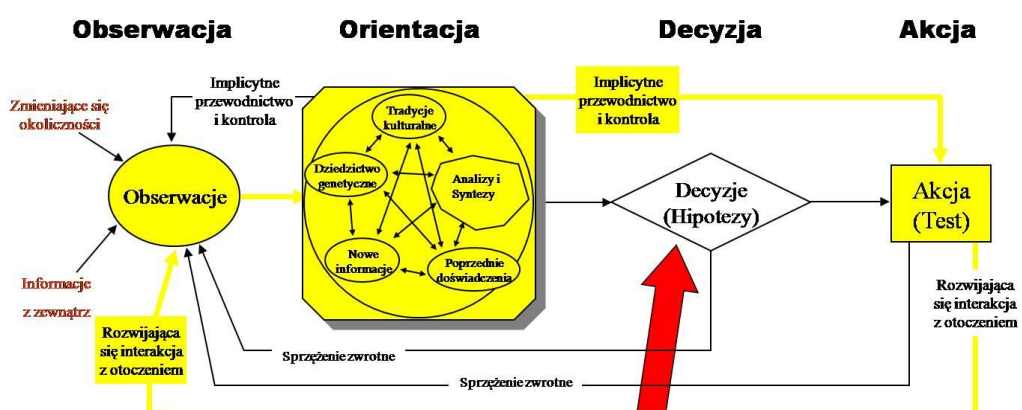 Obserwacja
Orientacja
Decyzja
Akcja
Zmieniające się
okoliczności
Implicytne
przewodnictwo
i kontrola
Implicytne
przewodnictwo
i kontrola
Tradycje
kulturalne
Dziedzictwo
genetyczne
Analizy i
Syntezy
Nowe
informacje
Poprzednie
doświadczenia
Obserwacje
Decyzje
(Hipotezy)
Akcja
(Test)
Informacje
z zewnątrz
Rozwijająca
się interakcja
z otoczeniem
Rozwijająca
się interakcja
z otoczeniem
Sprzężenie zwrotne
Sprzężenie zwrotne